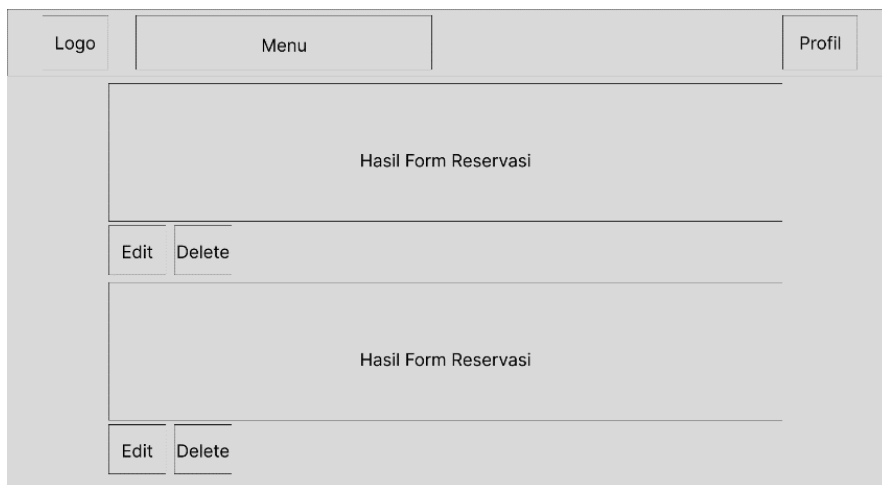 Logo
Menu
Profil
Hasil Form Reservasi
Edit
Delete
Hasil Form Reservasi
Edit
Delete